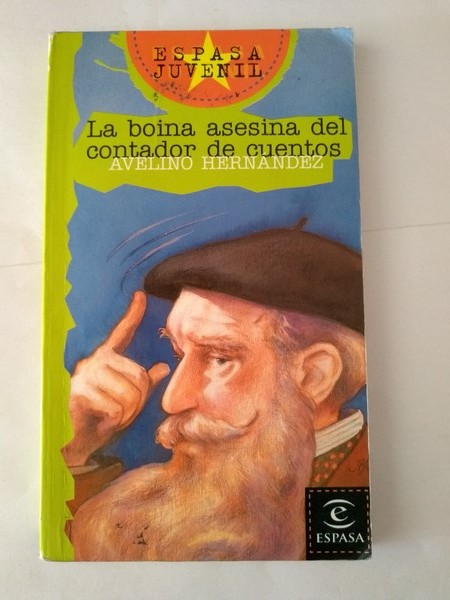 ESPASA
JUVENIL
La boina asesina del
contador de cuentos
AVELINO HERNÁNDEZ
e
ESPASA